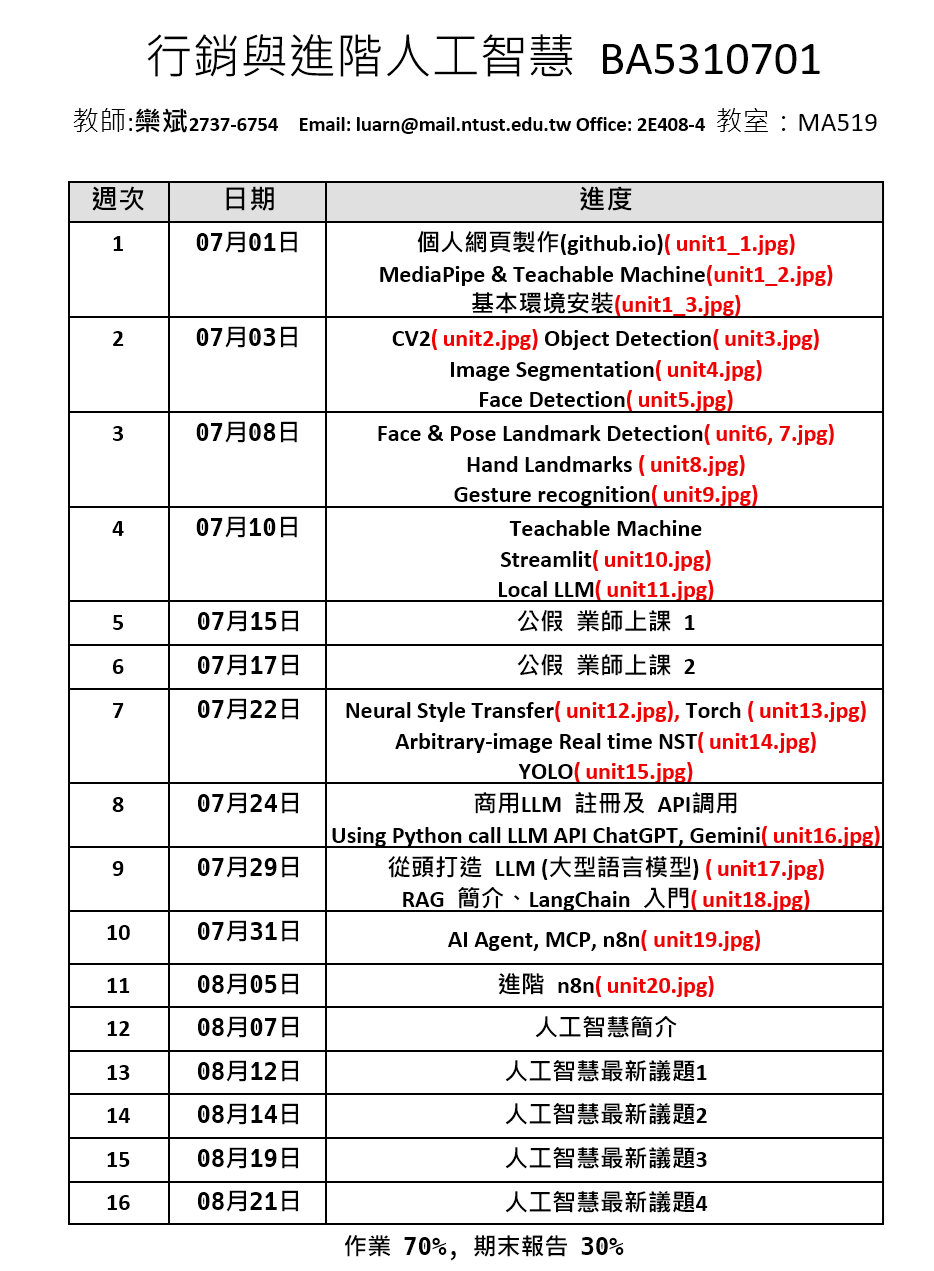 行銷與進階人工智慧 BA5310701
教師:欒斌2737-6754 Email: luarn@mail.ntust.edu.tw Office: 2E408-4 教室：MA519
週次 日期 進度
1 07月01日 個人網頁製作(github.io)( unit1_1.jpg)
MediaPipe & Teachable Machine(unit1_2.jpg)
基本環境安裝(unit1_3.jpg)
2 07月03日 CV2( unit2.jpg) Object Detection( unit3.jpg)
Image Segmentation( unit4.jpg)
Face Detection( unit5.jpg)
3 07月08日 Face & Pose Landmark Detection( unit6, 7.jpg)
Hand Landmarks ( unit8.jpg)
Gesture recognition( unit9.jpg)
4 07月10日 Teachable Machine
Streamlit( unit10.jpg)
Local LLM( unit11.jpg)
5 07月15日 公假 業師上課 1
6 07月17日 公假 業師上課 2
7 07月22日 Neural Style Transfer( unit12.jpg), Torch ( unit13.jpg)
Arbitrary-image Real time NST( unit14.jpg)
YOLO( unit15.jpg)
8 07月24日 商用LLM 註冊及 API調用
Using Python call LLM API ChatGPT, Gemini( unit16.jpg)
9 07月29日 從頭打造 LLM (大型語言模型) ( unit17.jpg)
RAG 簡介、LangChain 入門( unit18.jpg)
10 07月31日 AI Agent, MCP, n8n( unit19.jpg)
11 08月05日 進階 n8n( unit20.jpg)
12 08月07日 人工智慧簡介
13 08月12日 人工智慧最新議題1
14 08月14日 人工智慧最新議題2
15 08月19日 人工智慧最新議題3
16 08月21日 人工智慧最新議題4
作業 70%, 期末報告 30%